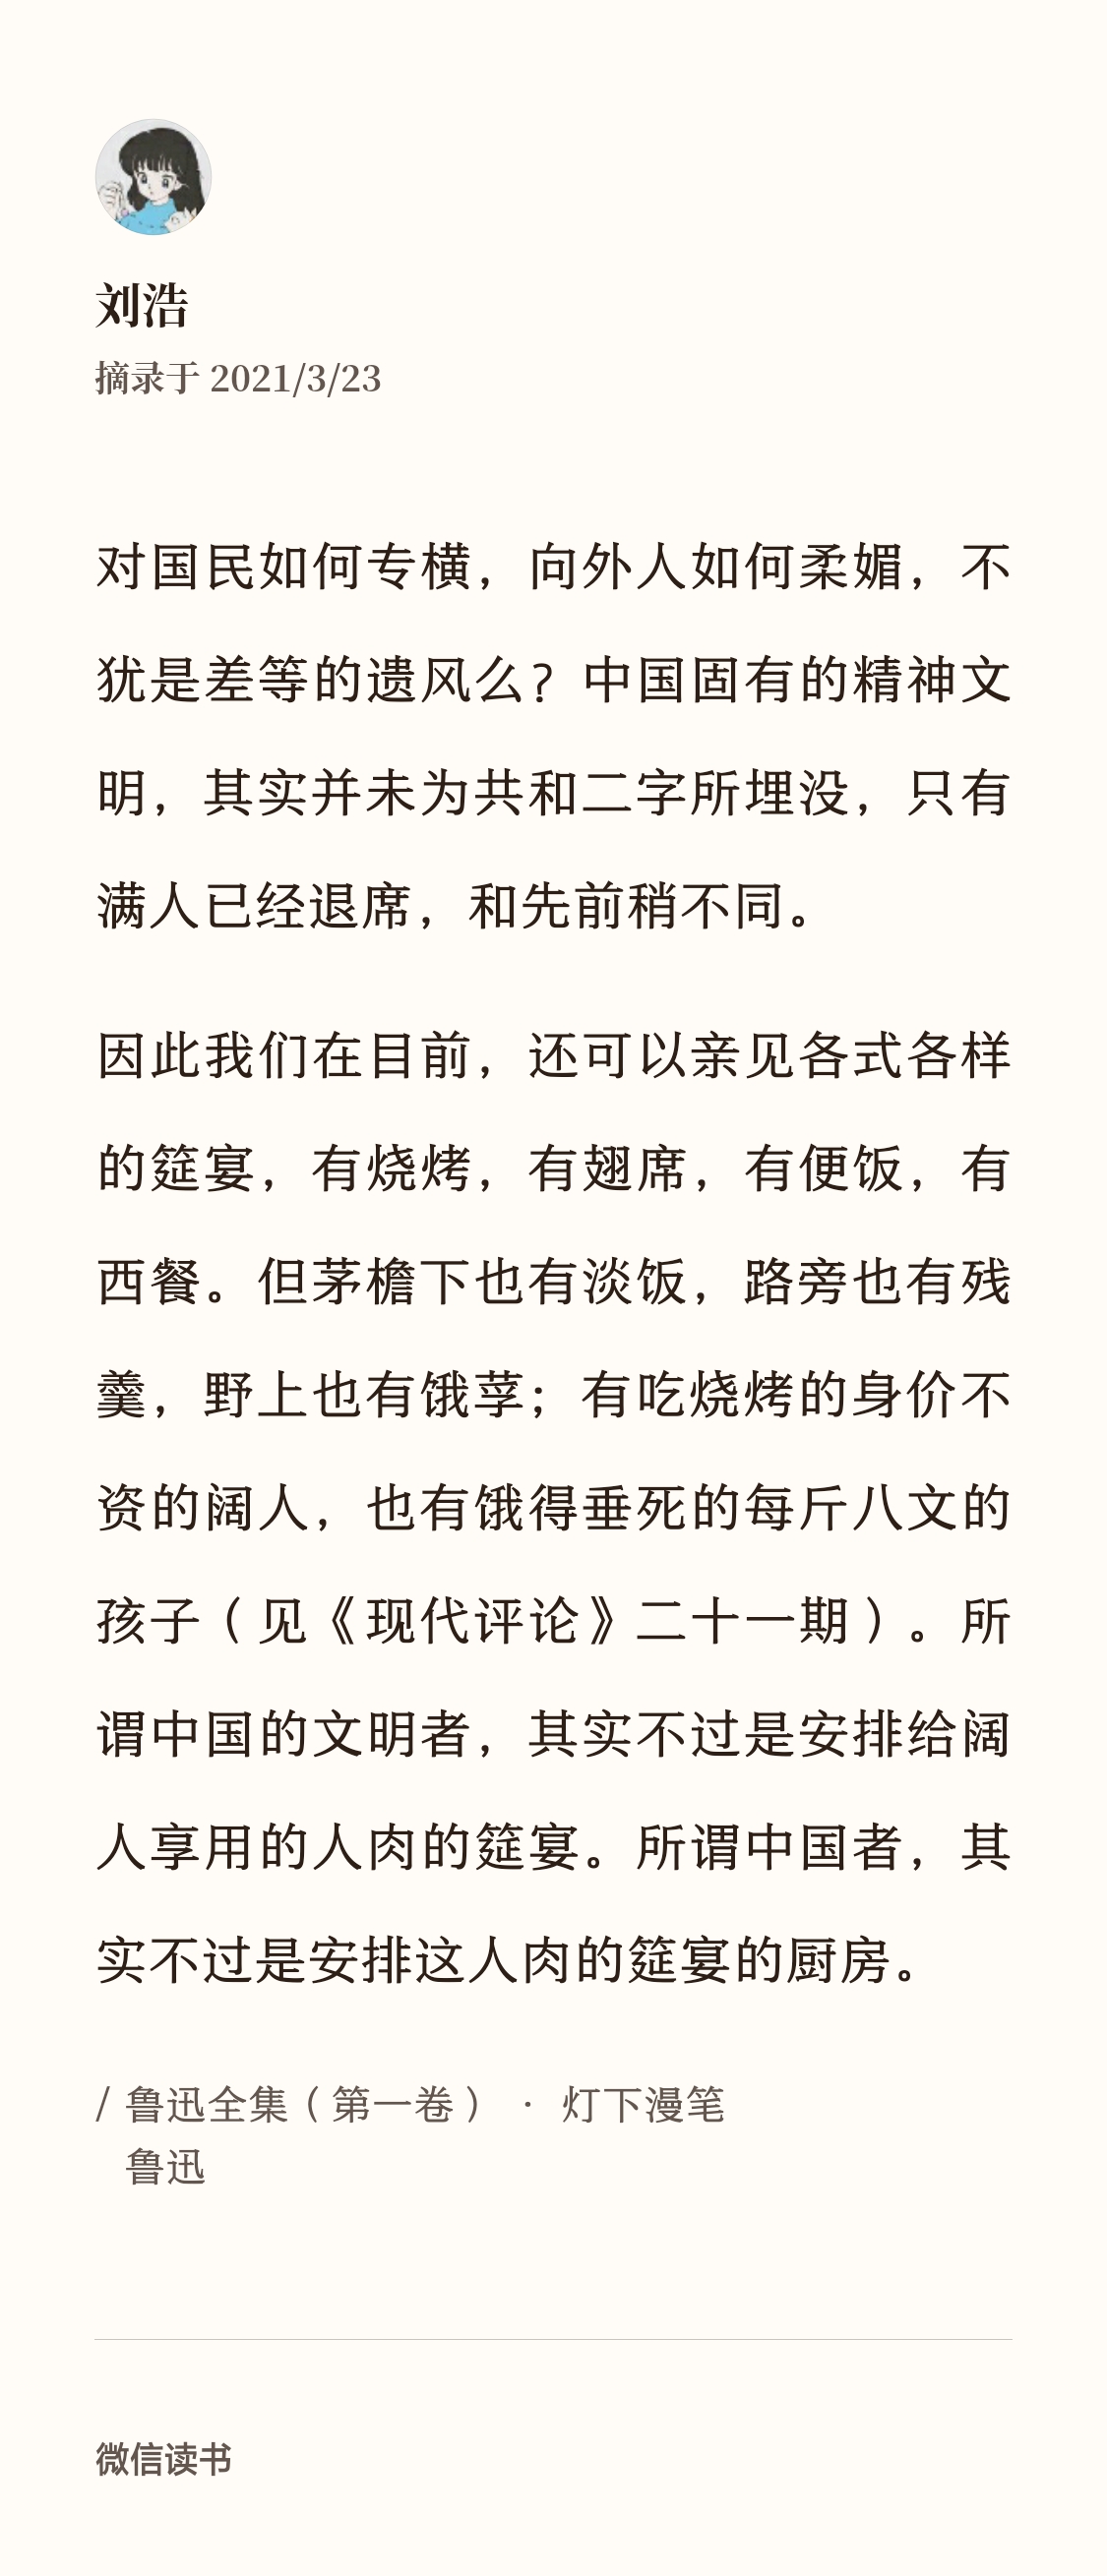 刘浩
摘录于 2021/3/23
对国民如何专横，向外人如何柔媚，不
犹是差等的遗风么？中国固有的精神文
明，其实并未为共和二字所埋没，只有
满人已经退席，和先前稍不同。
因此我们在目前，还可以亲见各式各样
的筵宴，有烧烤，有翅席，有便饭，有
西餐。但茅檐下也有淡饭，路旁也有残
羹，野上也有饿莩；有吃烧烤的身价不
资的阔人，也有饿得垂死的每斤八文的
孩子（见《现代评论》二十一期）。所
谓中国的文明者，其实不过是安排给阔
人享用的人肉的筵宴。所谓中国者，其
实不过是安排这人肉的筵宴的厨房。
/ 鲁迅全集（第一卷） · 灯下漫笔
鲁迅
微信读书